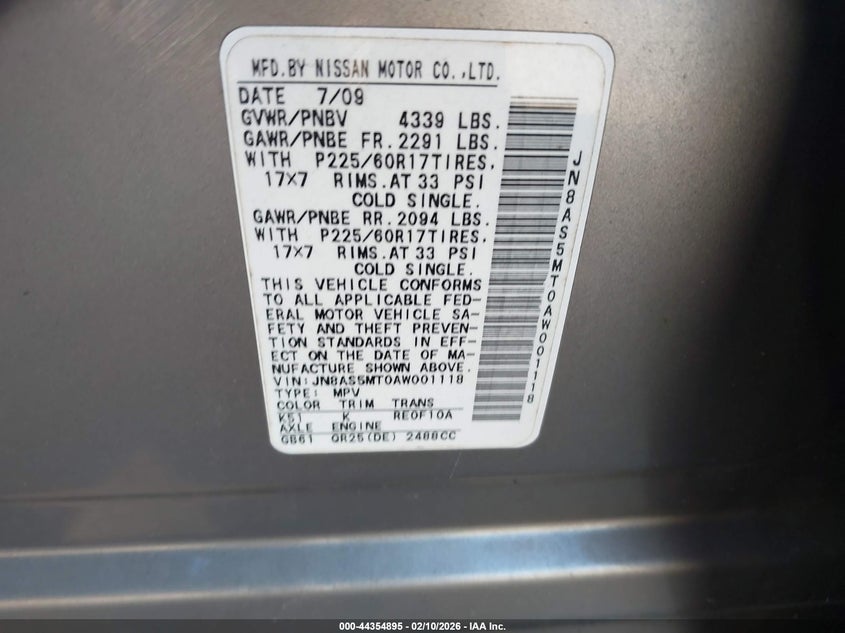 MFD.BY NISSAN MOTOR CO.,LTD.
DATE 7/09
GVWR/PNBV 4339 LBS.
GAWR/PNBE FR.2291 LBS.
WITH P225/60R17TIRES,
17×7 RIMS.AT 33 PSI
COLD SINGLE.
GAWR/PNBE RR.2094 LBS.
WITH P225/60R17TIRES,
17×7 RIMS.AT 33 PSI
COLD SINGLE.
THIS VEHICLE CONFORMS
TO ALL APPLICABLE FED-
ERAL MOTOR VEHICLE SA-
FETY AND THEFT PREVEN-
TION STANDARDS IN EFF-
ECT ON THE DATE OF MA-
NUFACTURE SHOWN ABOVE.
VIN:JN8AS5MT0AW001118
TYPE: MPV
COLOR TRIM TRANS
K51 K RE0F10A
AXLE ENGINE
GB61 QR25(DE) 2488CC
JN8AS5MT0AW001118
000-44354895 — 02/10/2026 — IAA Inc.